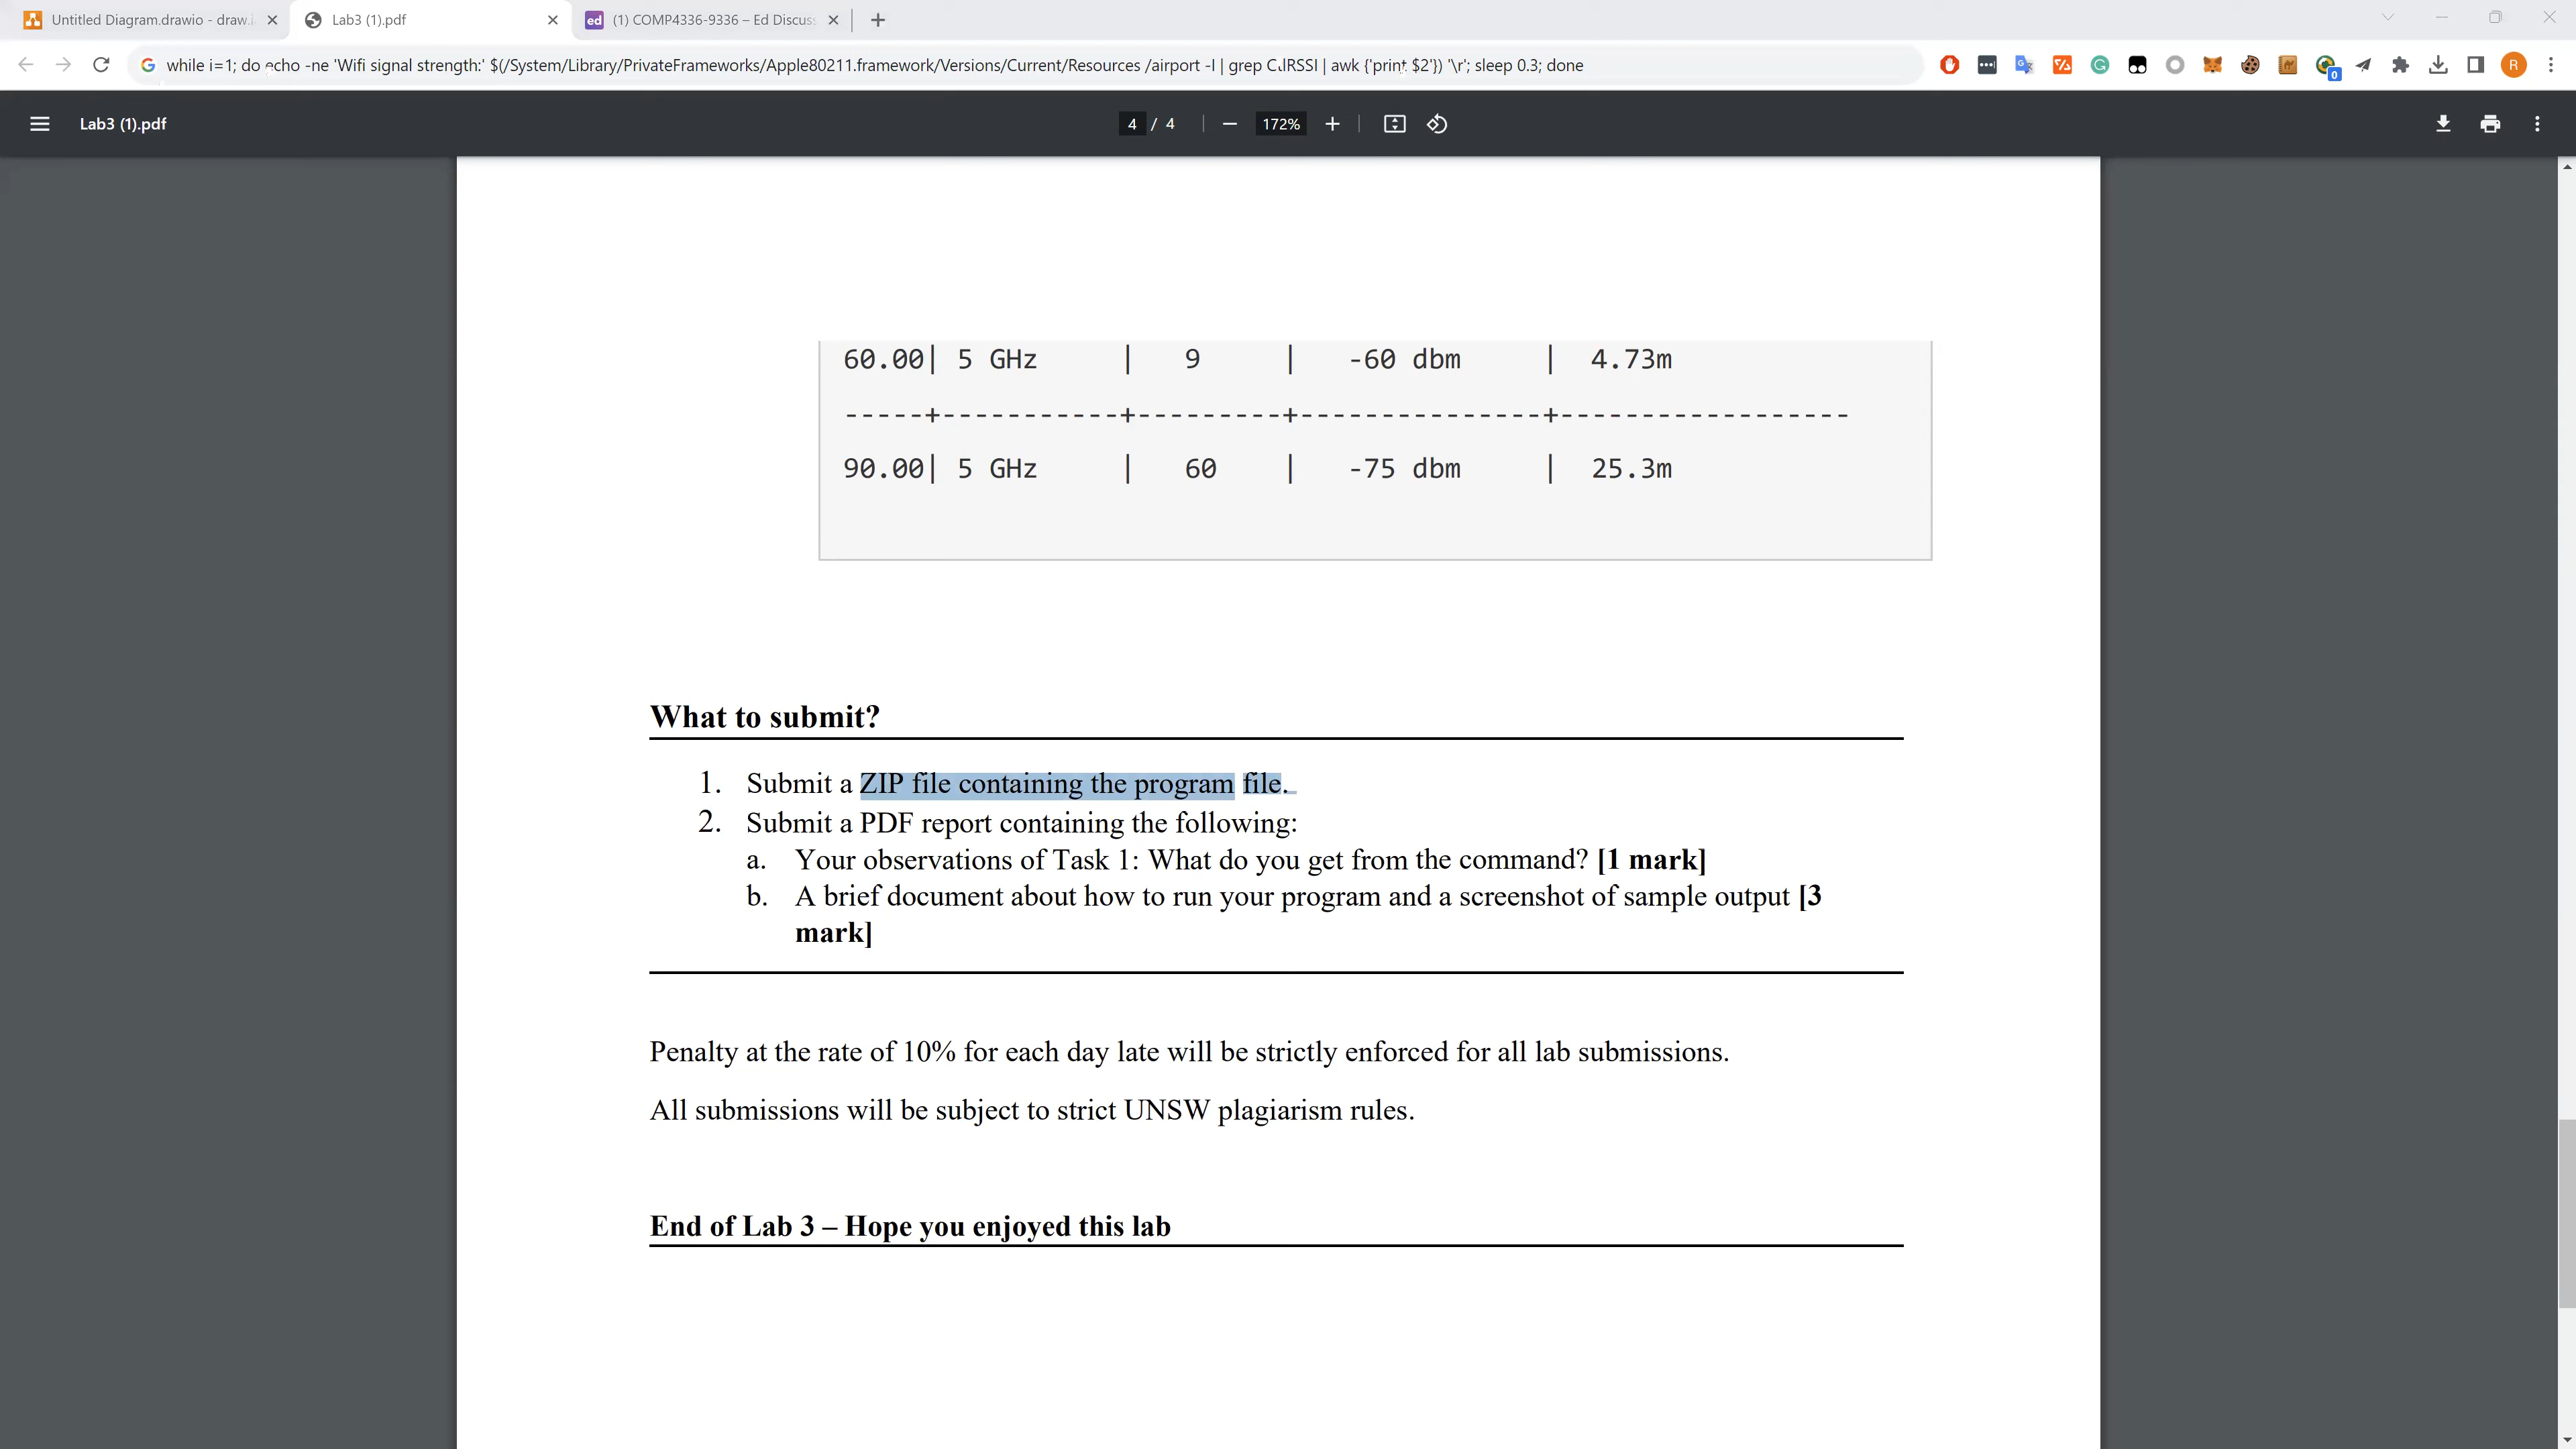 Untitled Diagram.drawio - draw.i
Lab3 (1).pdf
(1) COMP4336-9336 – Ed Discuss
while i=1; do echo -ne 'Wifi signal strength:' $(/System/Library/PrivateFrameworks/Apple80211.framework/Versions/Current/Resources /airport -I | grep CtlRSSI | awk {'print $2'}) '\r'; sleep 0.3; done
0
R
Lab3 (1).pdf
4 / 4
172%
60.00| 5 GHz | 9 | -60 dbm | 4.73m
-----+-----------+---------+---------------+------------------
90.00| 5 GHz | 60 | -75 dbm | 25.3m
What to submit?
1. Submit a ZIP file containing the program file.
2. Submit a PDF report containing the following:
a. Your observations of Task 1: What do you get from the command? [1 mark]
b. A brief document about how to run your program and a screenshot of sample output [3
mark]
Penalty at the rate of 10% for each day late will be strictly enforced for all lab submissions.
All submissions will be subject to strict UNSW plagiarism rules.
End of Lab 3 – Hope you enjoyed this lab